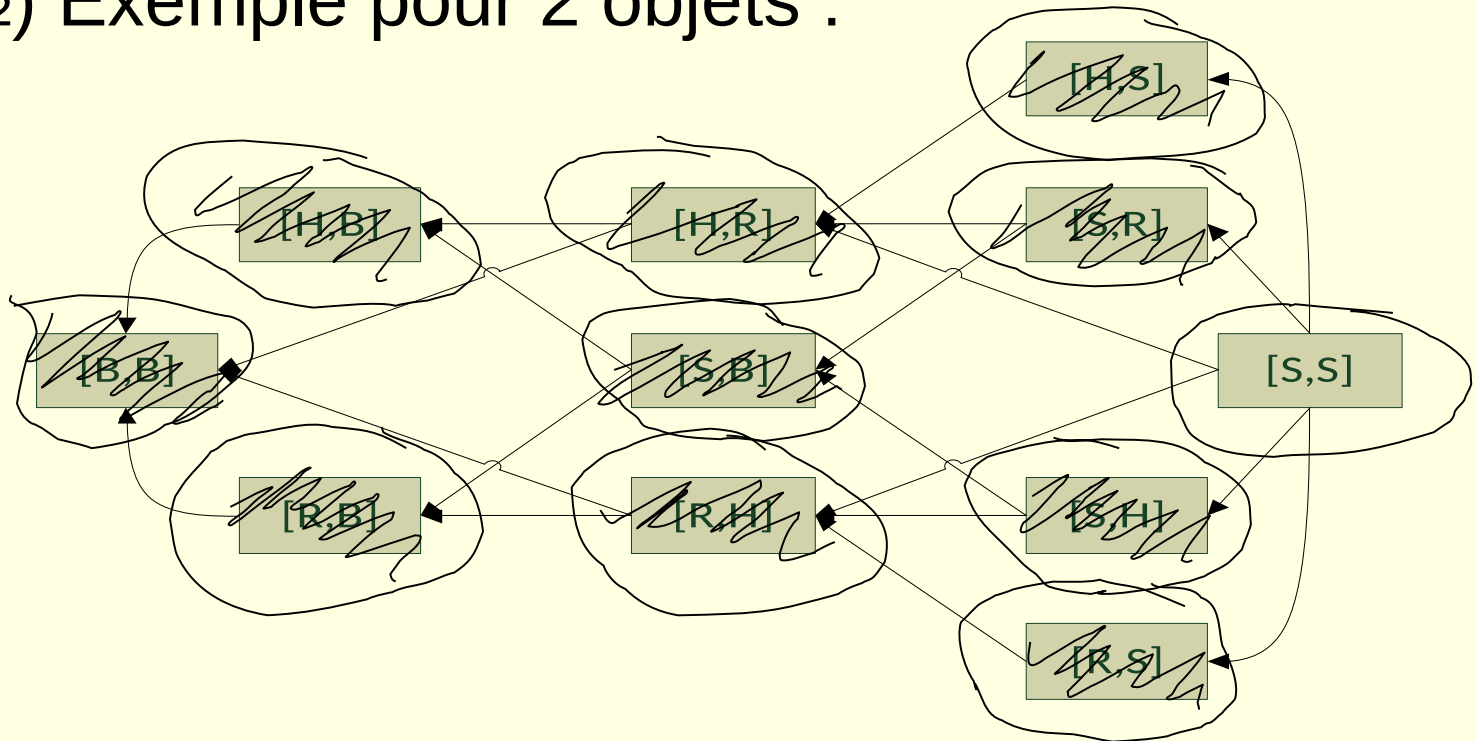 2) Exemple pour 2 objets :
[H,S]
[H,B] [H,R] [S,R]
[B,B] [S,B] [S,S]
[R,B] [R,H] [S,H]
[R,S]